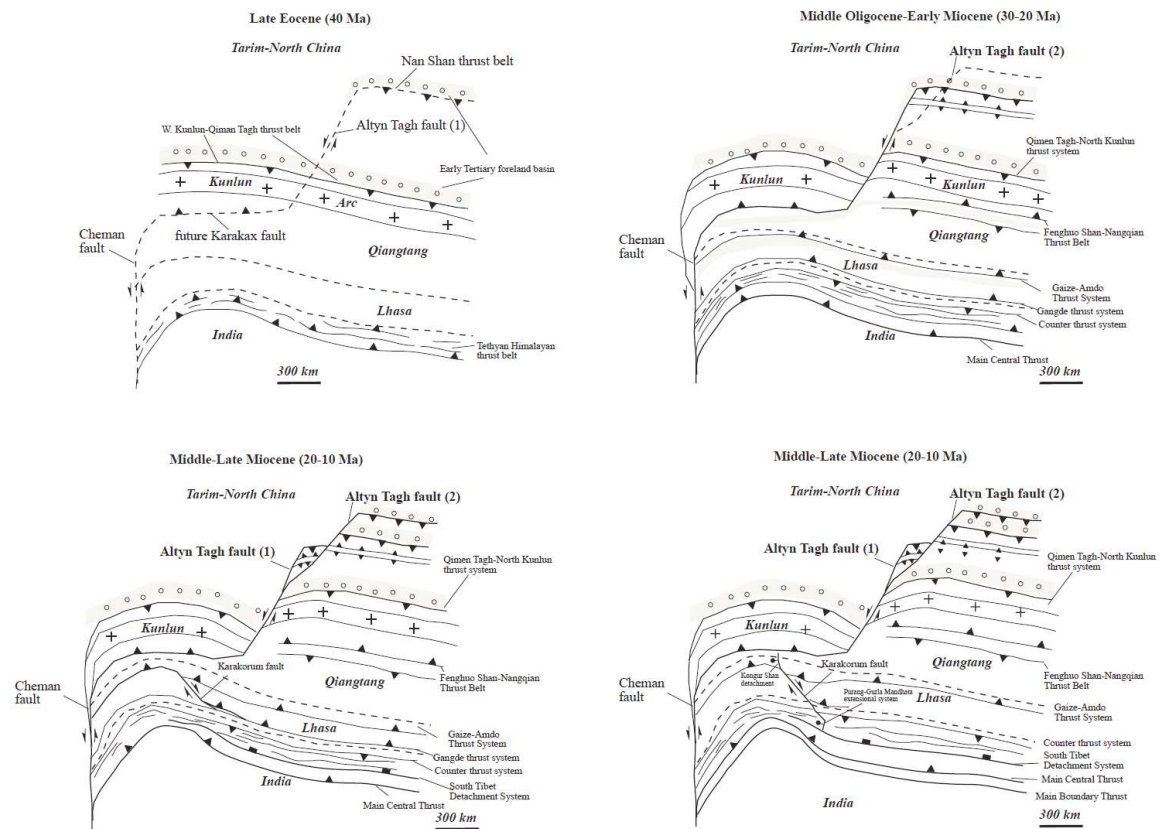 Late Eocene (40 Ma)
Tarim-North China
Nan Shan thrust belt
W. Kunlun-Qiman Tagh thrust belt
Altyn Tagh fault (1)
Early Tertiary foreland basin
Kunlun
Arc
Qiangtang
Cheman
fault
future Karakax fault
Lhasa
India
Tethyan Himalayan
thrust belt
300 km
Middle Oligocene-Early Miocene (30-20 Ma)
Tarim-North China
Altyn Tagh fault (2)
Qimen Tagh-North Kunlun
thrust system
Kunlun
Kunlun
Qiangtang
Fenghuo Shan-Nangqian
Thrust Belt
Cheman
fault
Lhasa
Gaize-Amdo
Thrust System
Gangde thrust system
Counter thrust system
India
Main Central Thrust
300 km
Middle-Late Miocene (20-10 Ma)
Tarim-North China
Altyn Tagh fault (2)
Altyn Tagh fault (1)
Qimen Tagh-North Kunlun
thrust system
Kunlun
Karakorum fault
Qiangtang
Fenghuo Shan-Nangqian
Thrust Belt
Cheman
fault
Lhasa
Gaize-Amdo
Thrust System
Gangde thrust system
Counter thrust system
South Tibet
Detachment System
India
Main Central Thrust
300 km
Middle-Late Miocene (20-10 Ma)
Tarim-North China
Altyn Tagh fault (2)
Altyn Tagh fault (1)
Qimen Tagh-North Kunlun
thrust system
Kunlun
Karakorum fault
Kongur Shan
detachment
Qiangtang
Fenghuo Shan-Nangqian
Thrust Belt
Cheman
fault
Purang-Gurla Mandhata
extensional system
Lhasa
Gaize-Amdo
Thrust System
Counter thrust system
South Tibet
Detachment System
Main Central Thrust
Main Boundary Thrust
India
300 km